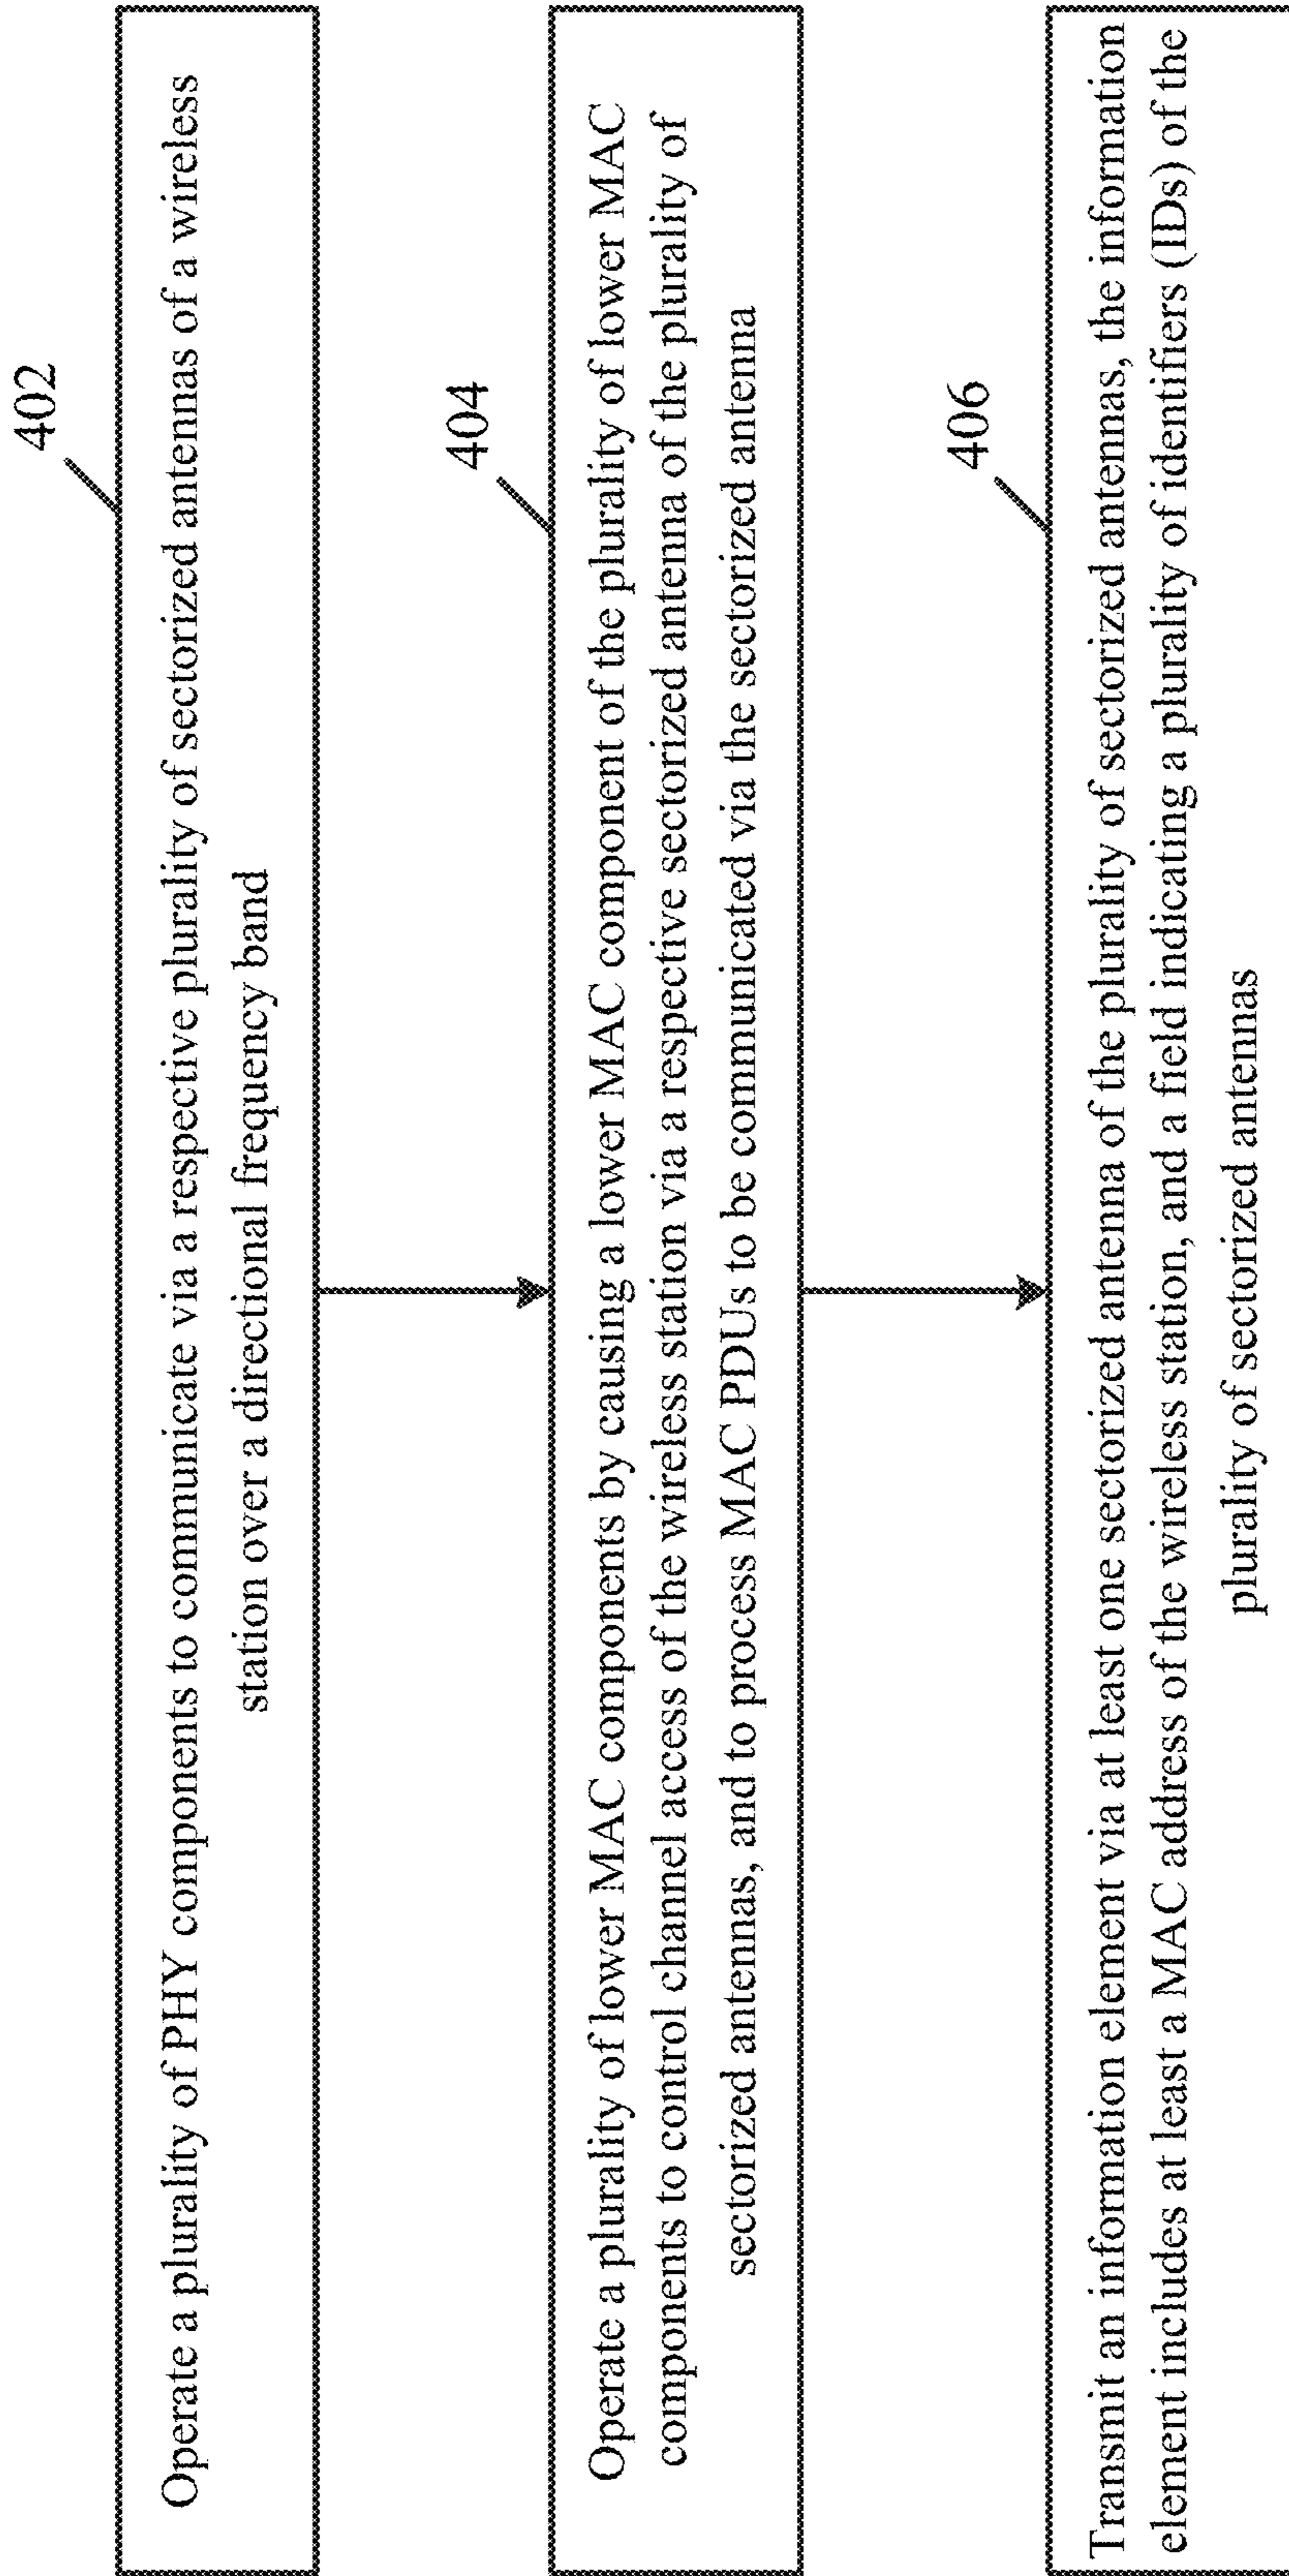 402
Operate a plurality of PHY components to communicate via a respective plurality of sectorized antennas of a wireless
station over a directional frequency band
404
Operate a plurality of lower MAC components by causing a lower MAC component of the plurality of lower MAC
components to control channel access of the wireless station via a respective sectorized antenna of the plurality of
sectorized antennas, and to process MAC PDUs to be communicated via the sectorized antenna
406
Transmit an information element via at least one sectorized antenna of the plurality of sectorized antennas, the information
element includes at least a MAC address of the wireless station, and a field indicating a plurality of identifiers (IDs) of the
plurality of sectorized antennas